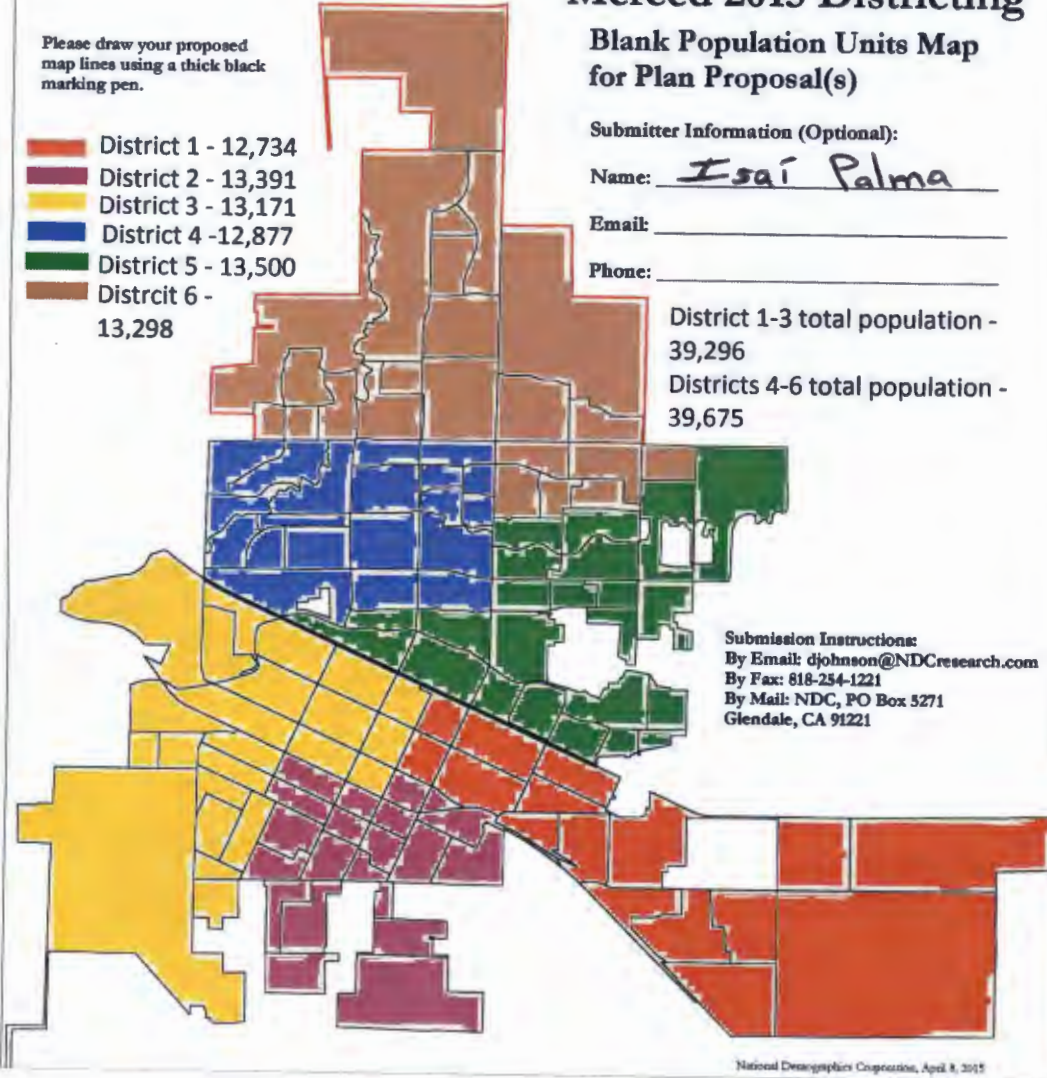 Merced 2015 Districting
Blank Population Units Map
for Plan Proposal(s)
Please draw your proposed
map lines using a thick black
marking pen.
Submitter Information (Optional):
Name: Isaí Palma
Email:
Phone:
District 1 - 12,734
District 2 - 13,391
District 3 - 13,171
District 4 -12,877
District 5 - 13,500
Distrcit 6 -
13,298
District 1-3 total population -
39,296
Districts 4-6 total population -
39,675
Submission Instructions:
By Email: djohnson@NDCresearch.com
By Fax: 818-254-1221
By Mail: NDC, PO Box 5271
Glendale, CA 91221
National Demographics Corporation, April 8, 2015